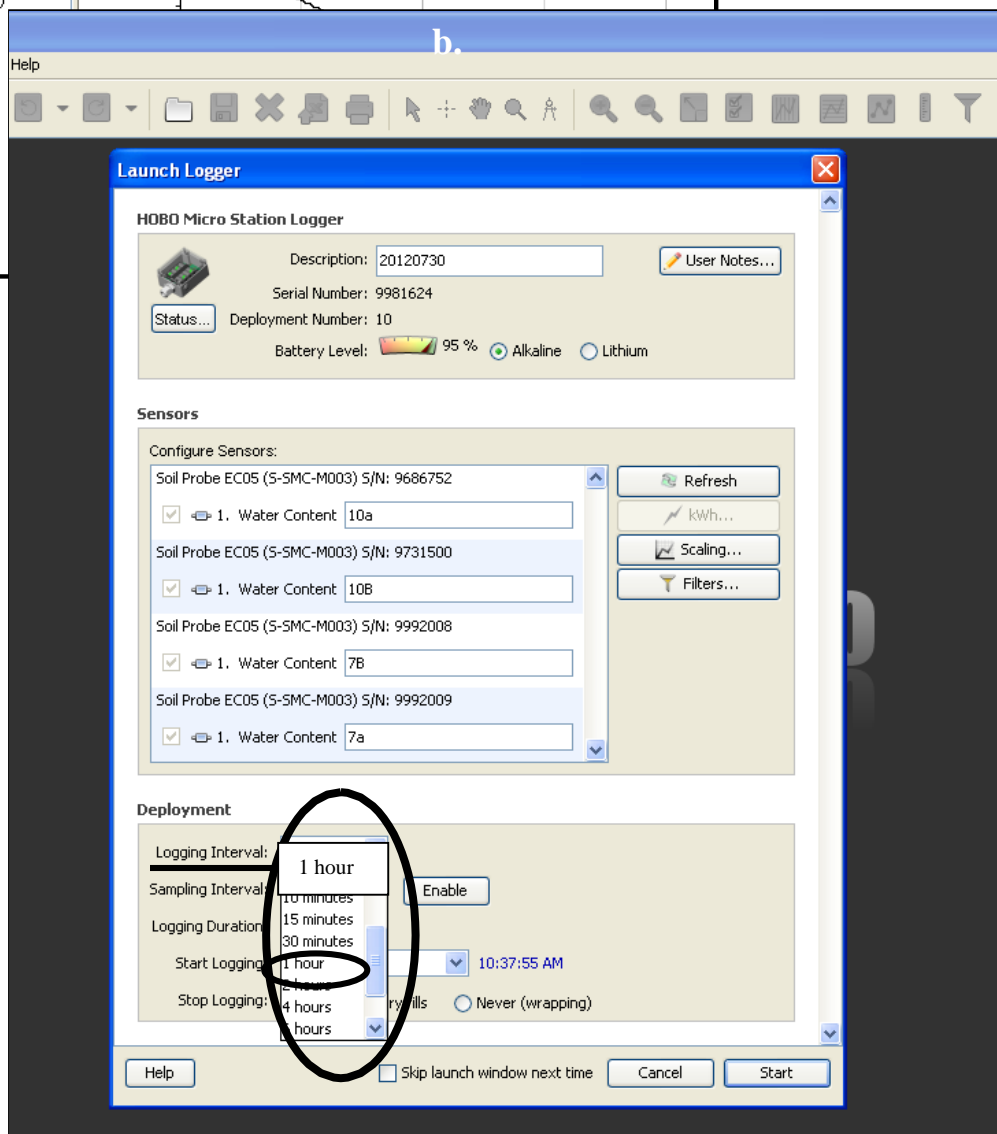 b.
Help
Launch Logger
HOBO Micro Station Logger
Description: 20120730
User Notes...
Serial Number: 9981624
Status... Deployment Number: 10
Battery Level: 95 % Alkaline Lithium
Sensors
Configure Sensors:
Soil Probe EC05 (S-SMC-M003) S/N: 9686752
1. Water Content 10a
Soil Probe EC05 (S-SMC-M003) S/N: 9731500
1. Water Content 10B
Soil Probe EC05 (S-SMC-M003) S/N: 9992008
1. Water Content 7B
Soil Probe EC05 (S-SMC-M003) S/N: 9992009
1. Water Content 7a
Refresh
kWh...
Scaling...
Filters...
Deployment
Logging Interval: 1 hour
Sampling Interval: 10 minutes Enable
Logging Duration 15 minutes
30 minutes
Start Logging: 1 hour 10:37:55 AM
2 hours
Stop Logging: 4 hours Never (wrapping)
hours
Help Skip launch window next time Cancel Start